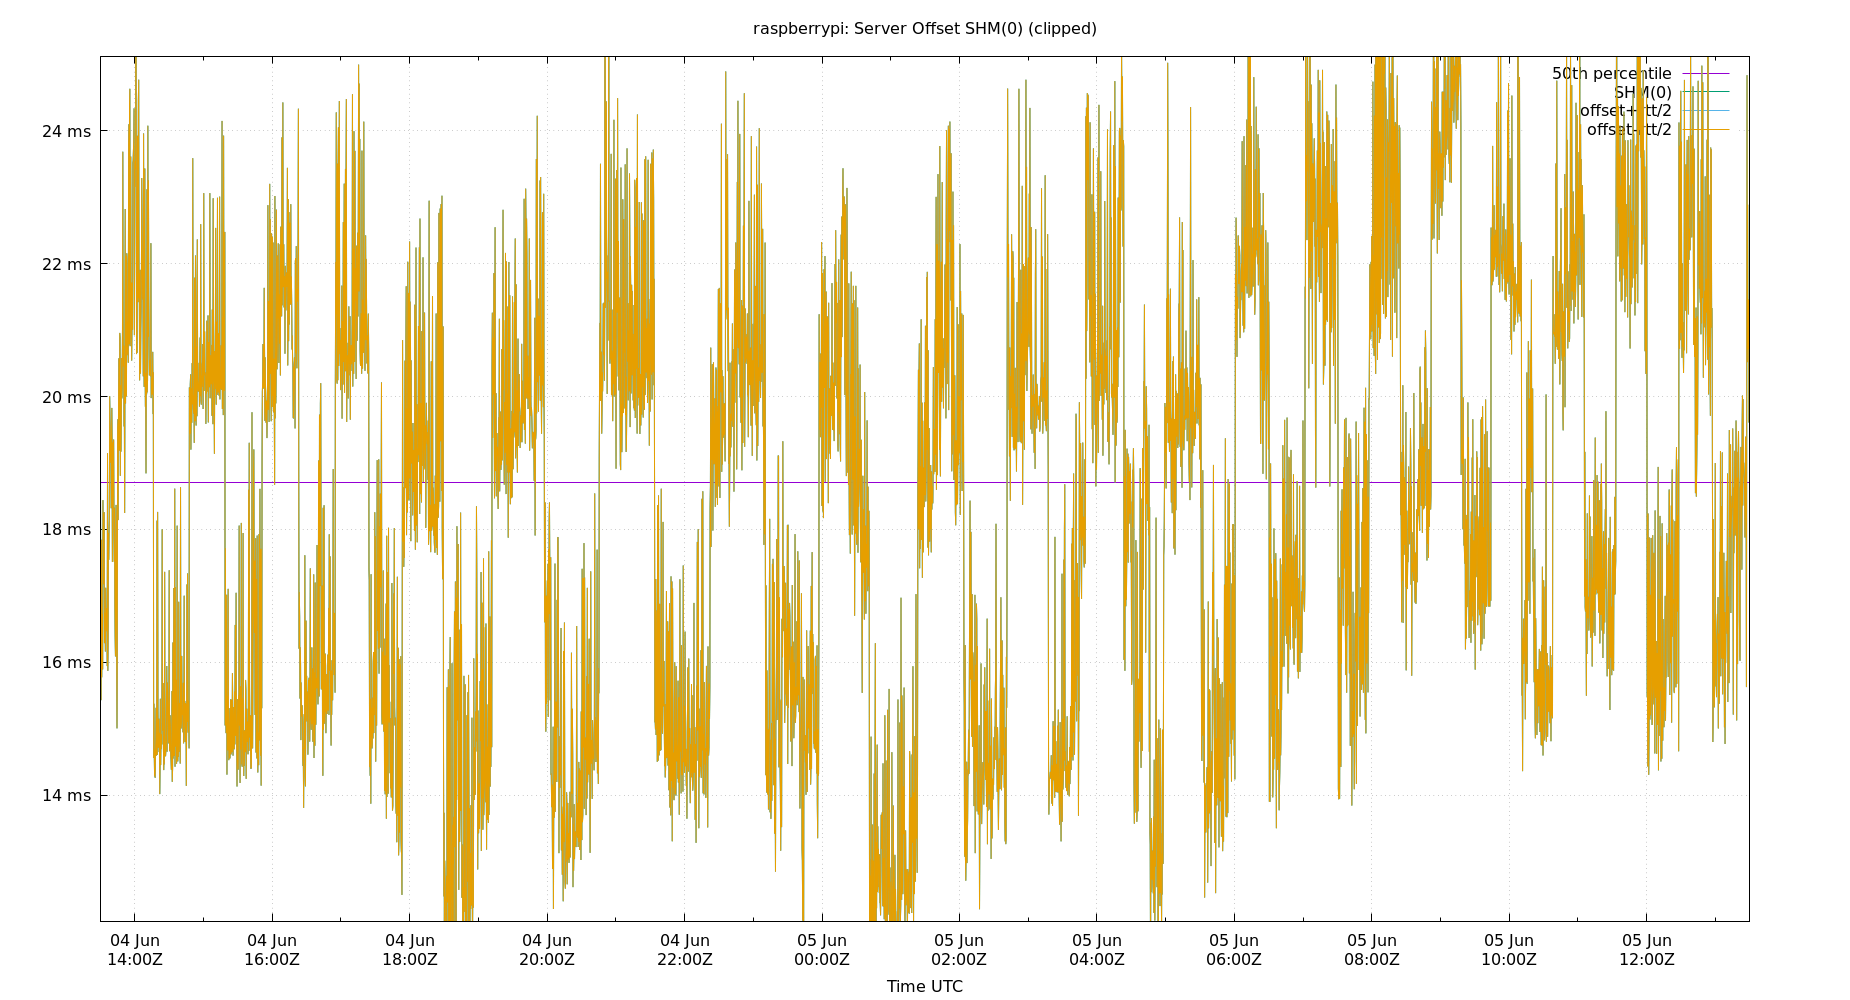 raspberrypi: Server Offset SHM(0) (clipped)
50th percentile
SHM(0)
offset+rtt/2
offset-rtt/2
24 ms
22 ms
20 ms
18 ms
16 ms
14 ms
04 Jun 04 Jun 04 Jun 04 Jun 04 Jun 05 Jun 05 Jun 05 Jun 05 Jun 05 Jun 05 Jun 05 Jun
14:00Z 16:00Z 18:00Z 20:00Z 22:00Z 00:00Z 02:00Z 04:00Z 06:00Z 08:00Z 10:00Z 12:00Z
Time UTC